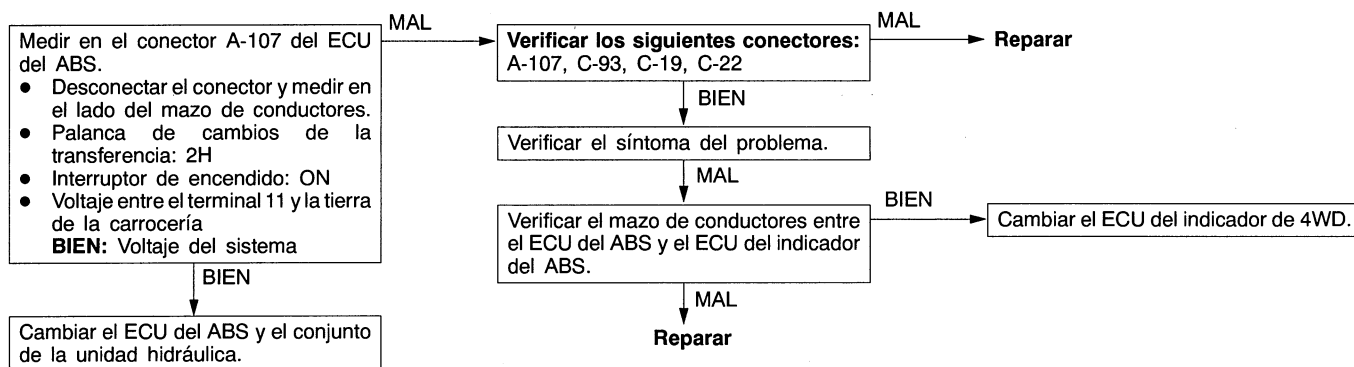 Medir en el conector A-107 del ECU
del ABS.
● Desconectar el conector y medir en
el lado del mazo de conductores.
● Palanca de cambios de la
transferencia: 2H
● Interruptor de encendido: ON
● Voltaje entre el terminal 11 y la tierra
de la carrocería
BIEN: Voltaje del sistema
MAL
Verificar los siguientes conectores:
A-107, C-93, C-19, C-22
MAL
Reparar
BIEN
Verificar el síntoma del problema.
MAL
Verificar el mazo de conductores entre
el ECU del ABS y el ECU del indicador
del ABS.
BIEN
Cambiar el ECU del indicador de 4WD.
MAL
Reparar
BIEN
Cambiar el ECU del ABS y el conjunto
de la unidad hidráulica.